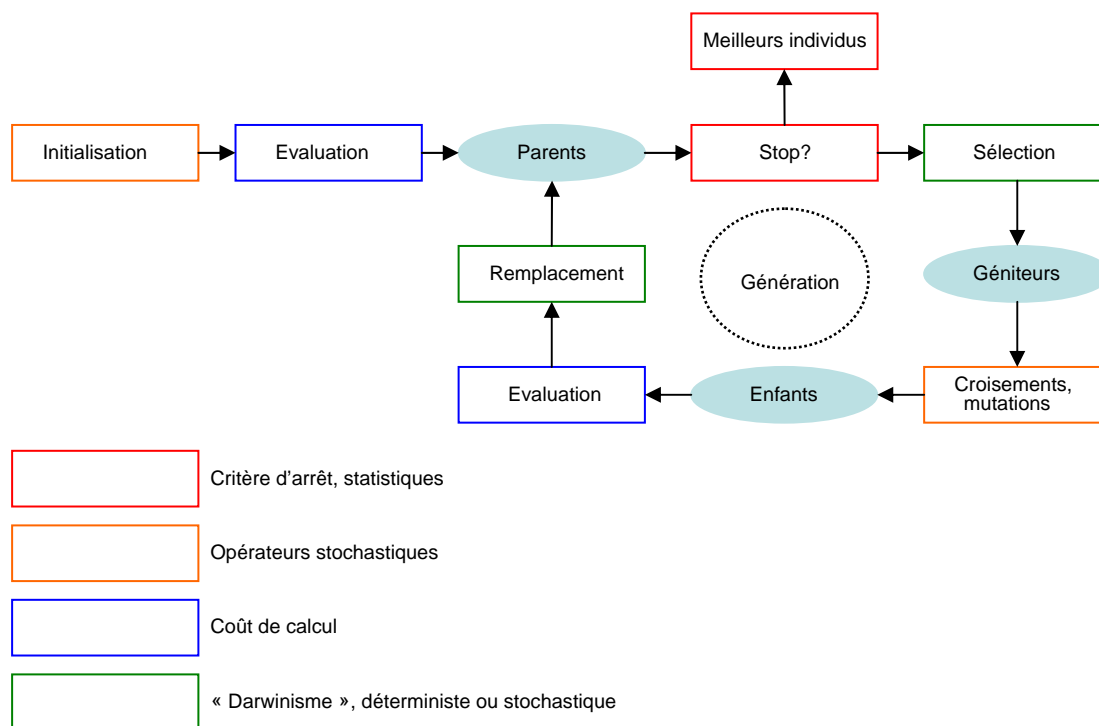 Meilleurs individus
Initialisation
Evaluation
Parents
Stop?
Sélection
Remplacement
Génération
Géniteurs
Evaluation
Enfants
Croisements,
mutations
Critère d’arrêt, statistiques
Opérateurs stochastiques
Coût de calcul
« Darwinisme », déterministe ou stochastique